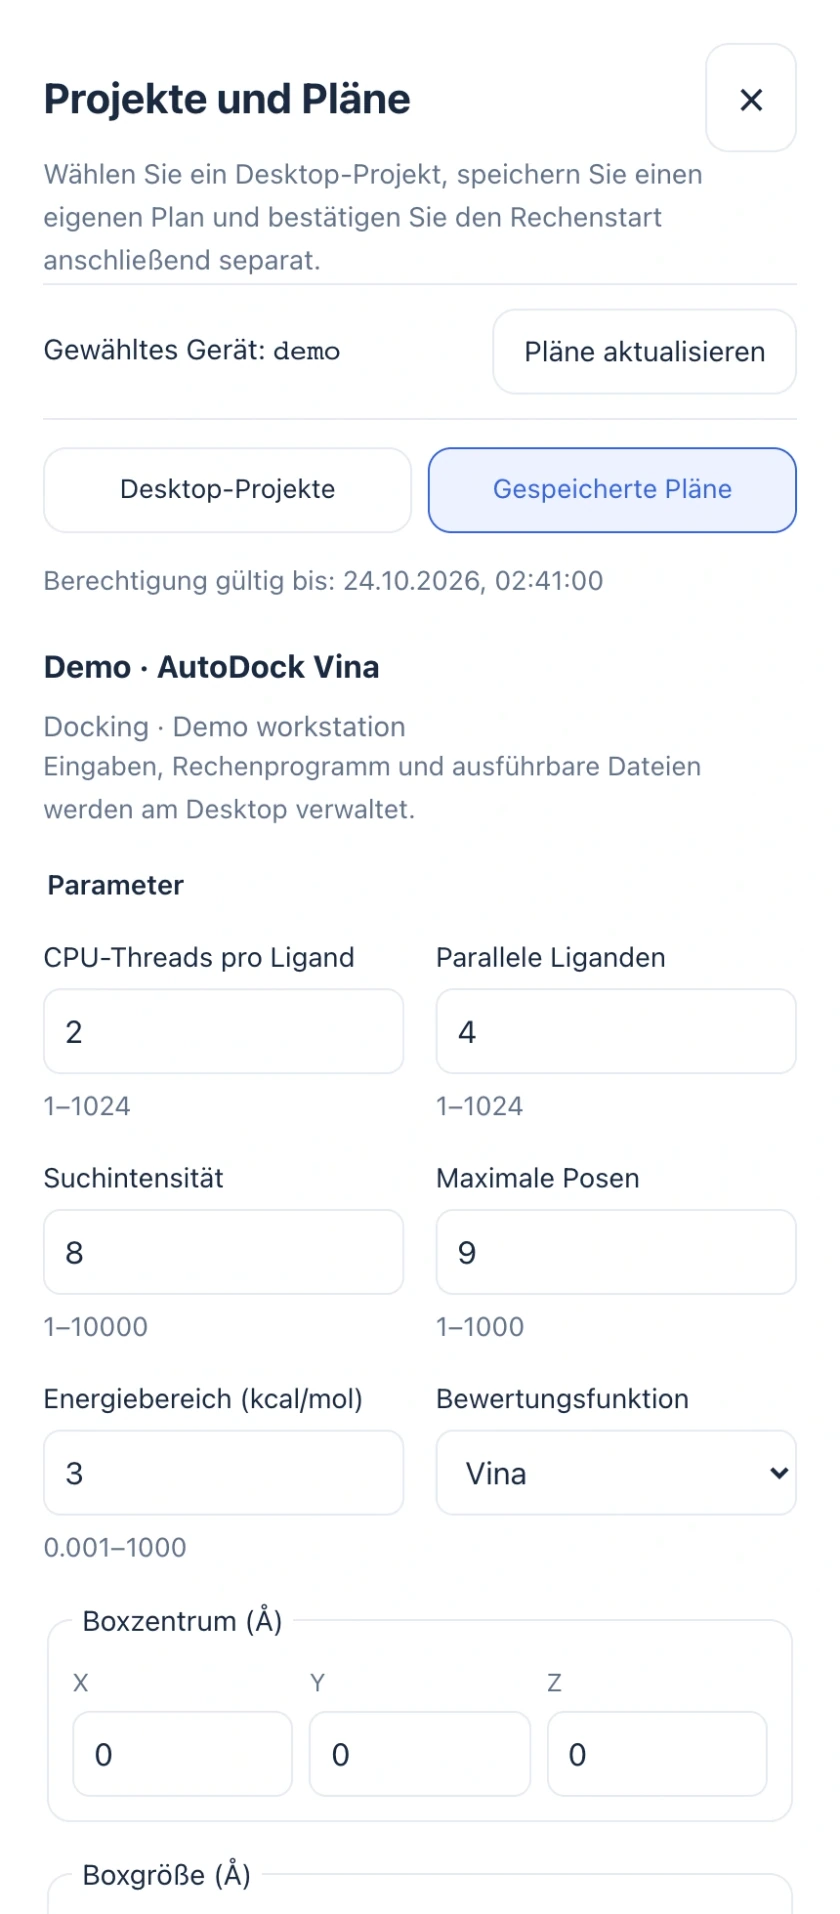 Projekte und Pläne
Wählen Sie ein Desktop-Projekt, speichern Sie einen
eigenen Plan und bestätigen Sie den Rechenstart
anschließend separat.
Gewähltes Gerät: demo
Pläne aktualisieren
Desktop-Projekte
Gespeicherte Pläne
Berechtigung gültig bis: 24.10.2026, 02:41:00
Demo · AutoDock Vina
Docking · Demo workstation
Eingaben, Rechenprogramm und ausführbare Dateien
werden am Desktop verwaltet.
Parameter
CPU-Threads pro Ligand
2
1–1024
Parallele Liganden
4
1–1024
Suchintensität
8
1–10000
Maximale Posen
9
1–1000
Energiebereich (kcal/mol)
3
0.001–1000
Bewertungsfunktion
Vina
Boxzentrum (Å)
X
0
Y
0
Z
0
Boxgröße (Å)